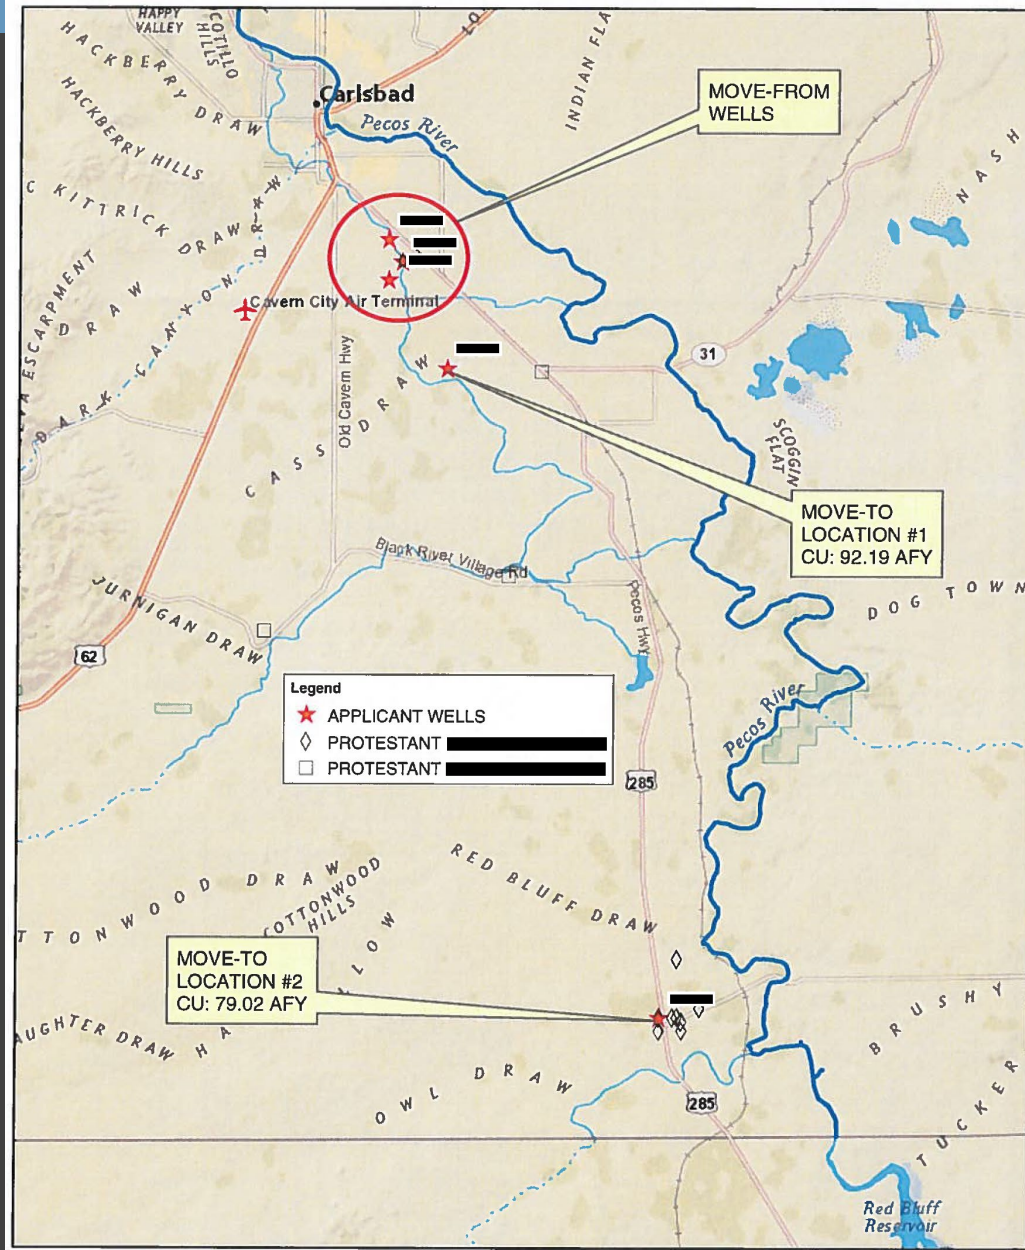 HAPPY
VALLEY
OCOTILLO
HILLS
HACKBERRY DRAW
INDIAN FLA
Carlsbad
Pecos River
MOVE-FROM
WELLS
HACKBERRY HILLS
NASH
C KITTRICK DRAW
DARK CANYON DRAW
ESCARPMENT
DRAW
Cavern City Air Terminal
Old Cavern Hwy
31
CASS DRAW
SCOGGIN
FLAT
MOVE-TO
LOCATION #1
CU: 92.19 AFY
Black River Village Rd
JURNIGAN DRAW
Pecos Hwy
DOG TOWN
62
Legend
APPLICANT WELLS
PROTESTANT
PROTESTANT
Pecos River
285
RED BLUFF DRAW
TTONWOOD DRAW
COTTONWOOD
HILLS
LLOW
MOVE-TO
LOCATION #2
CU: 79.02 AFY
AUGHTER DRAW
HA
BRUSHY
OWL DRAW
285
TUCKER
Red Bluff
Reservoir